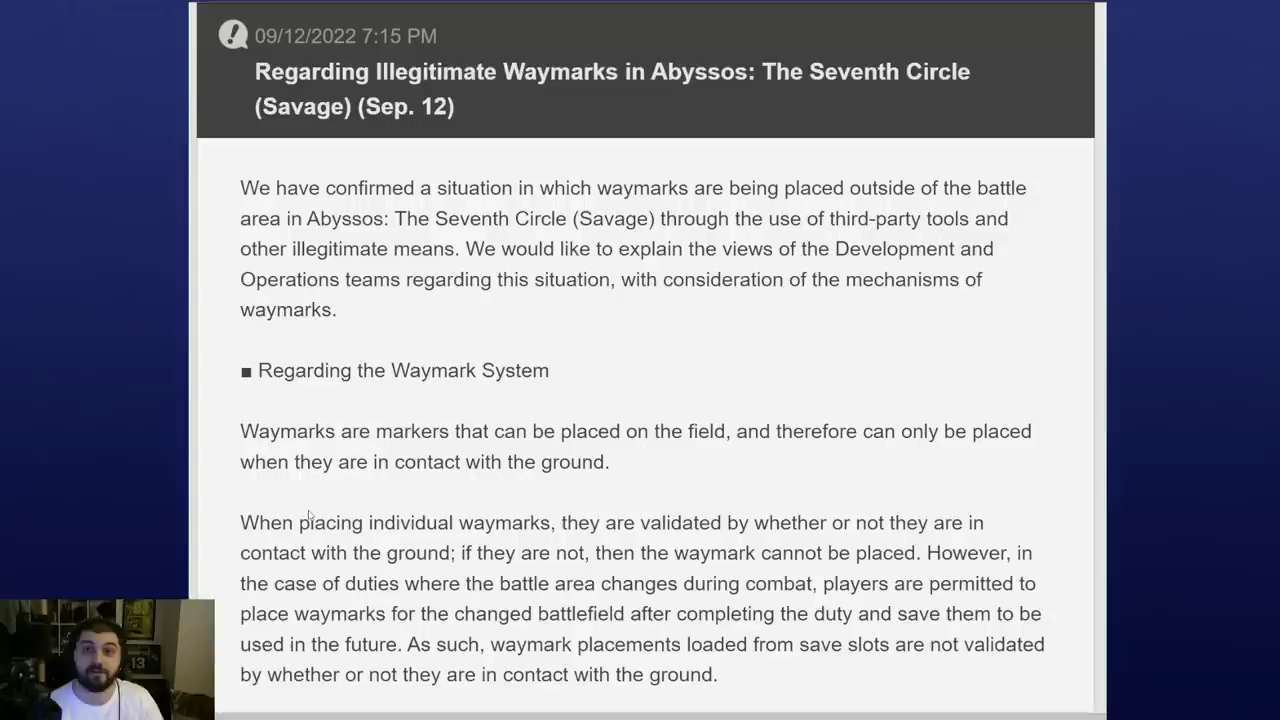 09/12/2022 7:15 PM
Regarding Illegitimate Waymarks in Abyssos: The Seventh Circle
(Savage) (Sep. 12)
We have confirmed a situation in which waymarks are being placed outside of the battle
area in Abyssos: The Seventh Circle (Savage) through the use of third-party tools and
other illegitimate means. We would like to explain the views of the Development and
Operations teams regarding this situation, with consideration of the mechanisms of
waymarks.
■ Regarding the Waymark System
Waymarks are markers that can be placed on the field, and therefore can only be placed
when they are in contact with the ground.
When placing individual waymarks, they are validated by whether or not they are in
contact with the ground; if they are not, then the waymark cannot be placed. However, in
the case of duties where the battle area changes during combat, players are permitted to
place waymarks for the changed battlefield after completing the duty and save them to be
used in the future. As such, waymark placements loaded from save slots are not validated
by whether or not they are in contact with the ground.
13